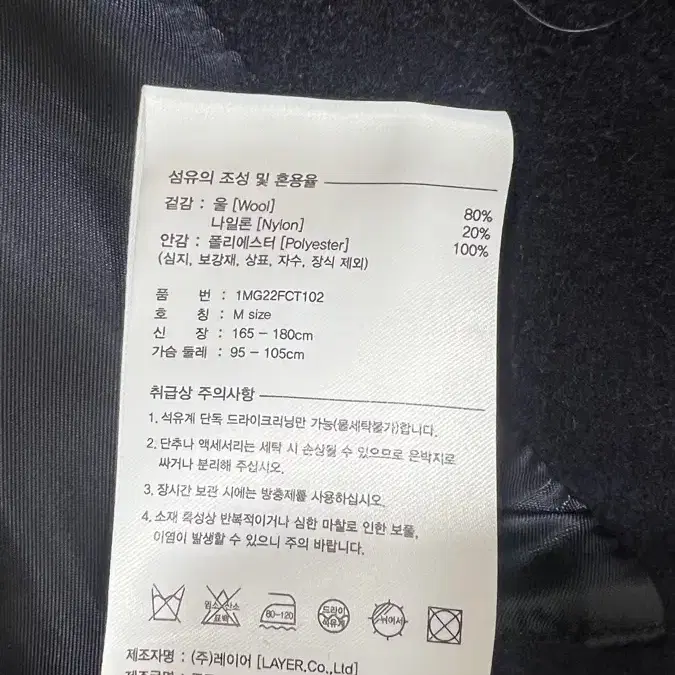 섬유의 조성 및 혼용율
겉감 : 울 [Wool] 80%
나일론 [Nylon] 20%
안감 : 폴리에스터 [Polyester] 100%
(심지, 보강재, 상표, 자수, 장식 제외)
품 번 : 1MG22FCT102
호 칭 : M size
신 장 : 165 - 180cm
가슴 둘레 : 95 - 105cm
취급상 주의사항
1. 석유계 단독 드라이크리닝만 가능(물세탁불가)합니다.
2. 단추나 액세서리는 세탁 시 손상될 수 있으므로 은박지로
싸거나 분리해 주십시오.
3. 장시간 보관 시에는 방충제를 사용하십시오.
4. 소재 특성상 반복적이거나 심한 마찰로 인한 보풀,
이염이 발생할 수 있으니 주의 바랍니다.
염소 산소
표백
80-120
드라이
석유계
뉘어서
제조자명 : (주)레이어 [LAYER.Co.,Ltd]